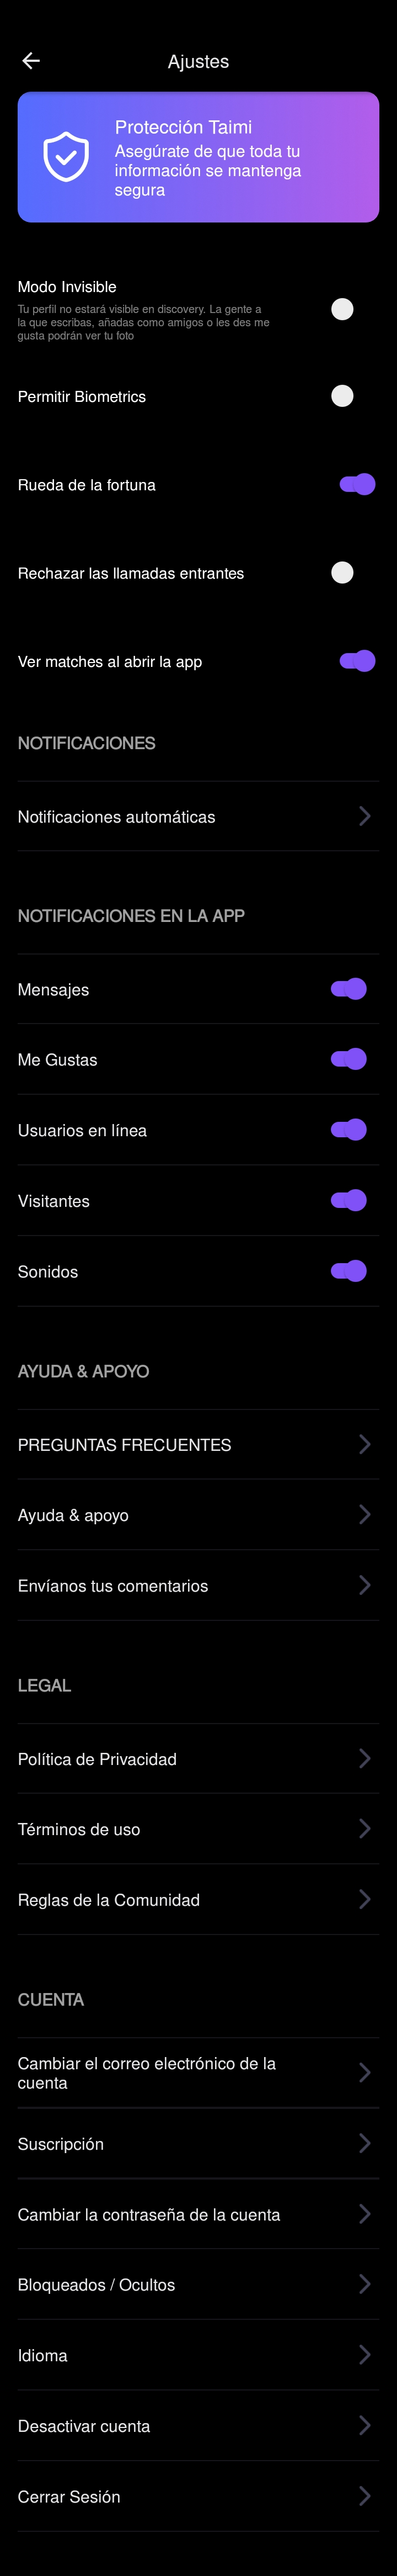 Ajustes
Protección Taimi
Asegúrate de que toda tu
información se mantenga
segura
Modo Invisible
Tu perfil no estará visible en discovery. La gente a
la que escribas, añadas como amigos o les des me
gusta podrán ver tu foto
Permitir Biometrics
Rueda de la fortuna
Rechazar las llamadas entrantes
Ver matches al abrir la app
NOTIFICACIONES
Notificaciones automáticas
NOTIFICACIONES EN LA APP
Mensajes
Me Gustas
Usuarios en línea
Visitantes
Sonidos
AYUDA & APOYO
PREGUNTAS FRECUENTES
Ayuda & apoyo
Envíanos tus comentarios
LEGAL
Política de Privacidad
Términos de uso
Reglas de la Comunidad
CUENTA
Cambiar el correo electrónico de la
cuenta
Suscripción
Cambiar la contraseña de la cuenta
Bloqueados / Ocultos
Idioma
Desactivar cuenta
Cerrar Sesión